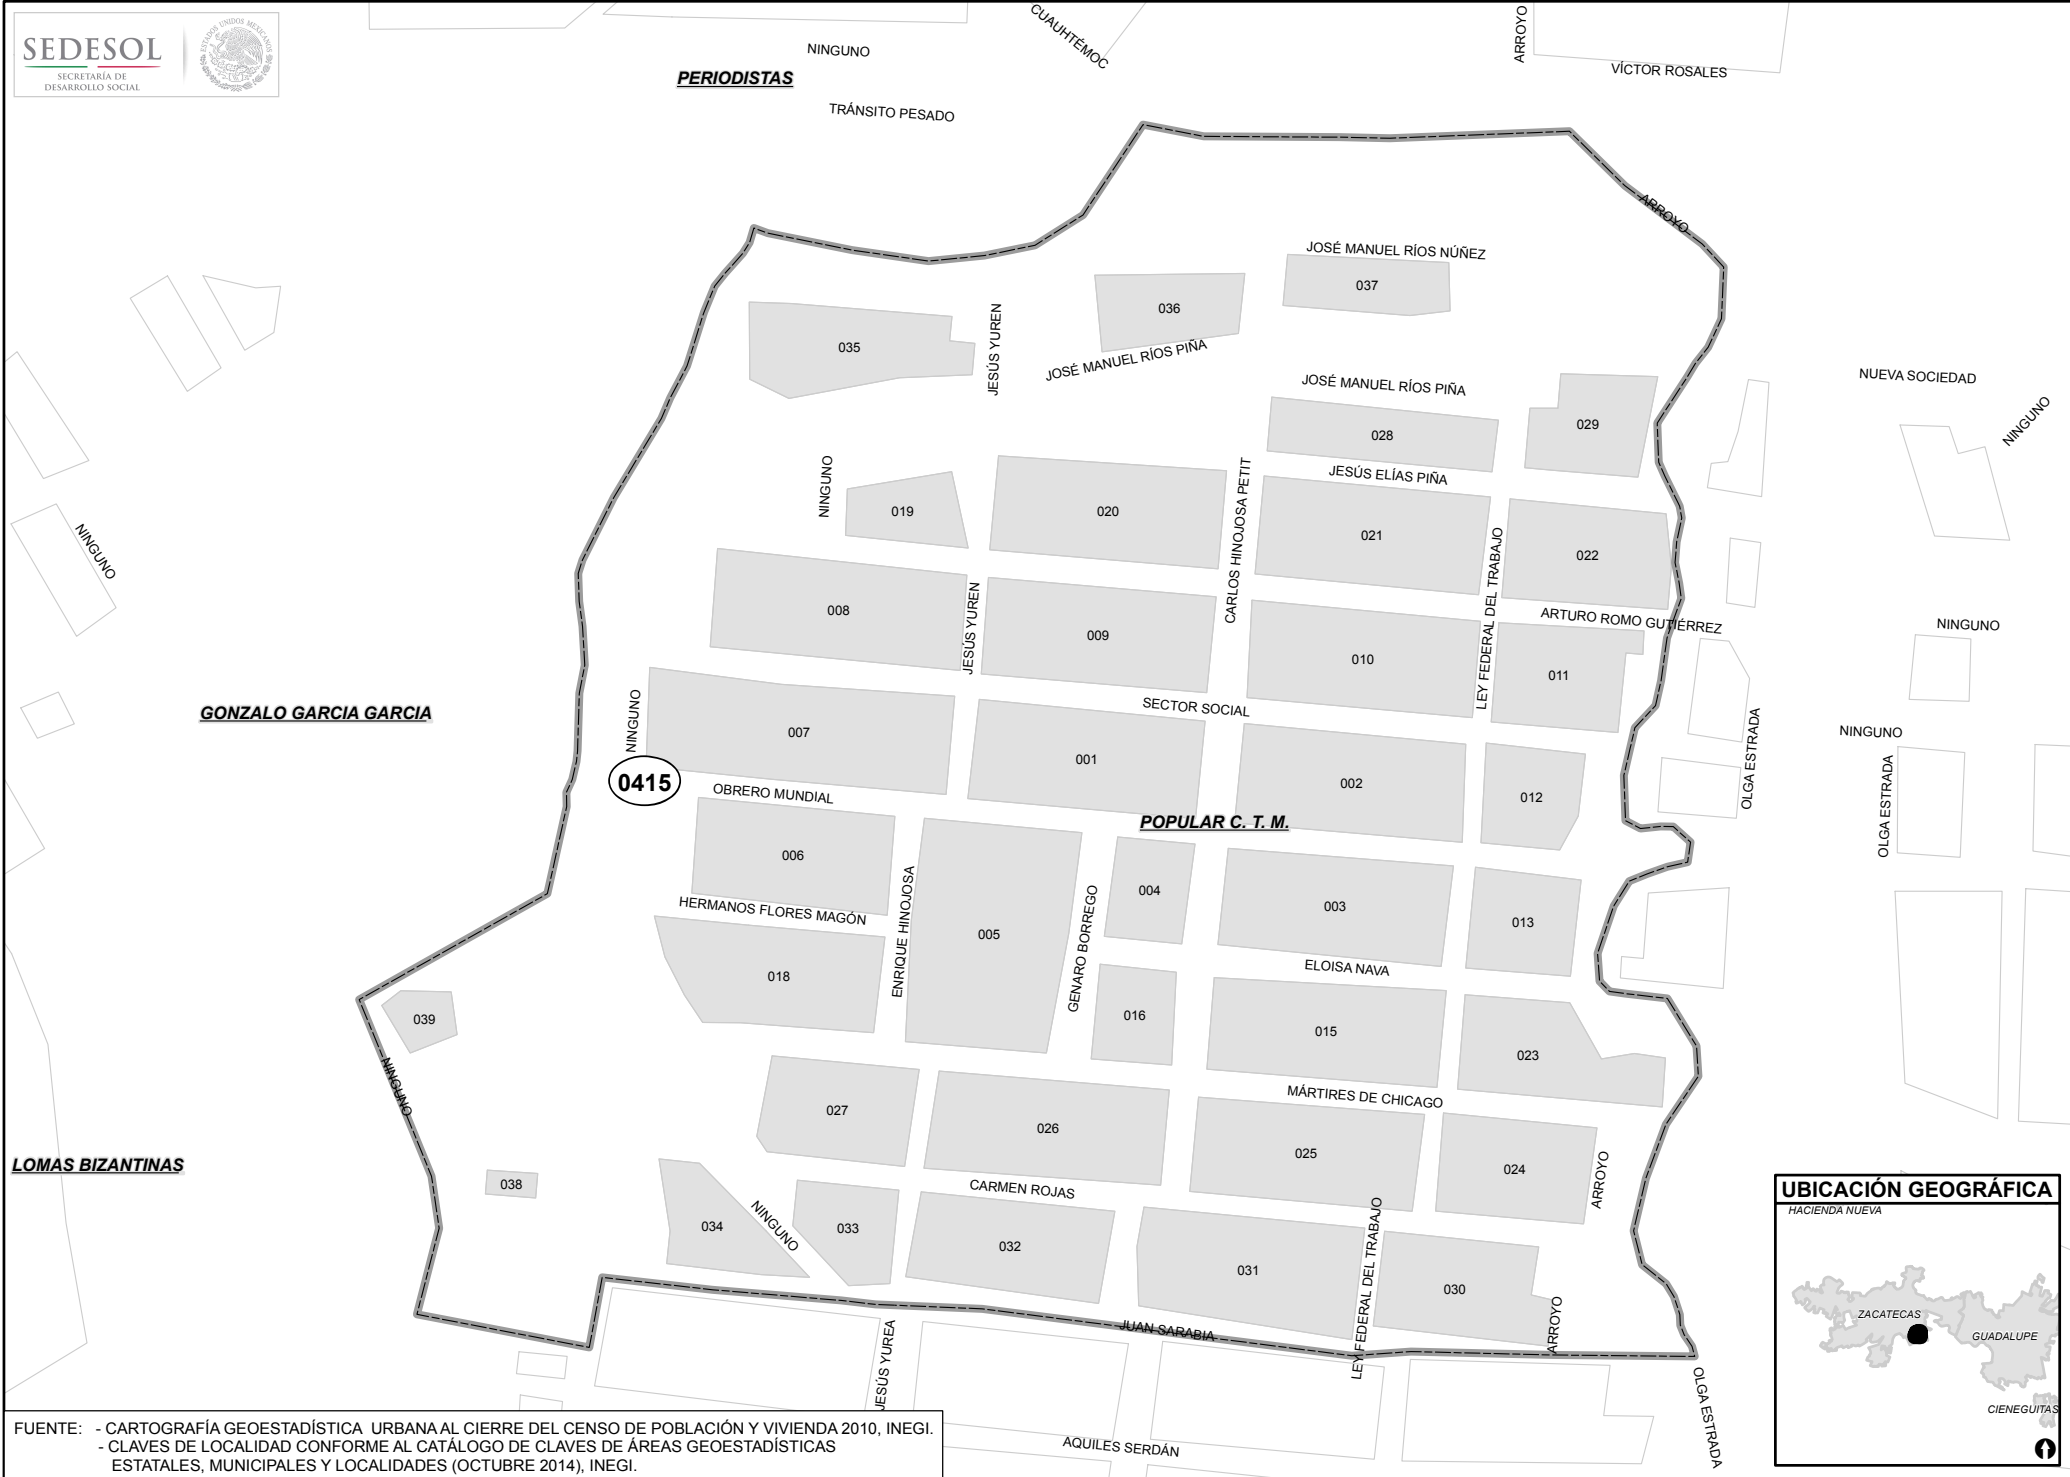 SEDESOL
SECRETARÍA DE
DESARROLLO SOCIAL
ESTADOS UNIDOS MEXICANOS
CUAUHTÉMOC
ARROYO
NINGUNO
PERIODISTAS
VÍCTOR ROSALES
TRÁNSITO PESADO
ARROYO
JOSÉ MANUEL RÍOS NÚÑEZ
037
036
JESÚS YUREN
035
JOSÉ MANUEL RÍOS PIÑA
JOSÉ MANUEL RÍOS PIÑA
NUEVA SOCIEDAD
NINGUNO
029
028
JESÚS ELÍAS PIÑA
NINGUNO
019
020
CARLOS HINOJOSA PETIT
021
LEY FEDERAL DEL TRABAJO
022
NINGUNO
008
JESÚS YUREN
009
ARTURO ROMO GUTIÉRREZ
NINGUNO
010
011
GONZALO GARCIA GARCIA
NINGUNO
SECTOR SOCIAL
007
001
002
012
NINGUNO
OLGA ESTRADA
OLGA ESTRADA
0415
OBRERO MUNDIAL
POPULAR C. T. M.
006
004
003
013
HERMANOS FLORES MAGÓN
ENRIQUE HINOJOSA
005
GENARO BORREGO
ELOISA NAVA
018
016
015
023
039
NINGUNO
MÁRTIRES DE CHICAGO
027
026
025
024
ARROYO
LOMAS BIZANTINAS
038
CARMEN ROJAS
034
NINGUNO
033
032
031
LEY FEDERAL DEL TRABAJO
030
ARROYO
JUAN SARABIA
JESÚS YUREA
OLGA ESTRADA
AQUILES SERDÁN
UBICACIÓN GEOGRÁFICA
HACIENDA NUEVA
ZACATECAS
GUADALUPE
CIENEGUITAS
FUENTE: - CARTOGRAFÍA GEOESTADÍSTICA URBANA AL CIERRE DEL CENSO DE POBLACIÓN Y VIVIENDA 2010, INEGI.
- CLAVES DE LOCALIDAD CONFORME AL CATÁLOGO DE CLAVES DE ÁREAS GEOESTADÍSTICAS
ESTATALES, MUNICIPALES Y LOCALIDADES (OCTUBRE 2014), INEGI.